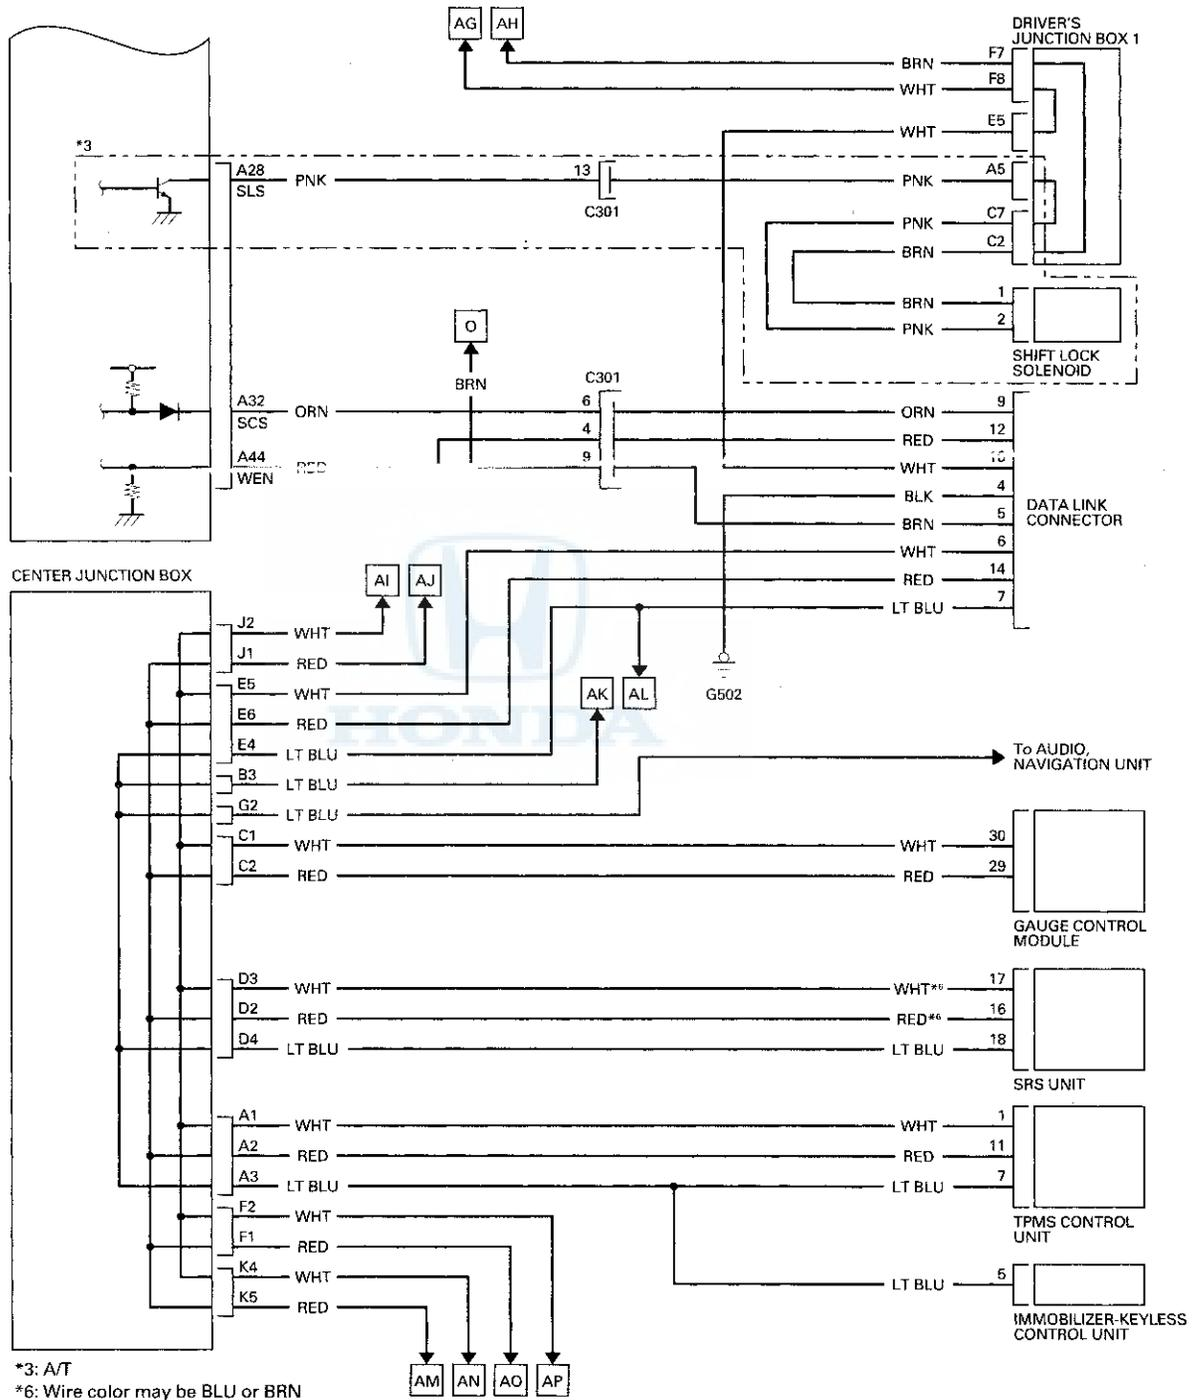 AG AH
DRIVER'S
JUNCTION BOX 1
BRN F7
WHT F8
WHT E5
*3
A28 PNK 13 PNK A5
SLS
C301
PNK C7
BRN C2
BRN 1
PNK 2
O
SHIFT LOCK
SOLENOID
BRN
C301
A32 ORN 6 ORN 9
SCS
4 RED 12
A44 RED 9 WHT 16
WEN
BLK 4
DATA LINK
CONNECTOR
BRN 5
WHT 6
CENTER JUNCTION BOX
AI AJ
RED 14
LT BLU 7
J2 WHT
J1 RED
E5 WHT
AK AL
G502
E6 RED
HONDA
E4 LT BLU
To AUDIO,
NAVIGATION UNIT
B3 LT BLU
G2 LT BLU
C1 WHT WHT 30
C2 RED RED 29
GAUGE CONTROL
MODULE
D3 WHT WHT*6 17
D2 RED RED*6 16
D4 LT BLU LT BLU 18
SRS UNIT
A1 WHT WHT 1
A2 RED RED 11
A3 LT BLU LT BLU 7
F2 WHT
TPMS CONTROL
UNIT
F1 RED
K4 WHT
LT BLU 5
K5 RED
IMMOBILIZER-KEYLESS
CONTROL UNIT
*3: A/T
AM AN AO AP
*6: Wire color may be BLU or BRN